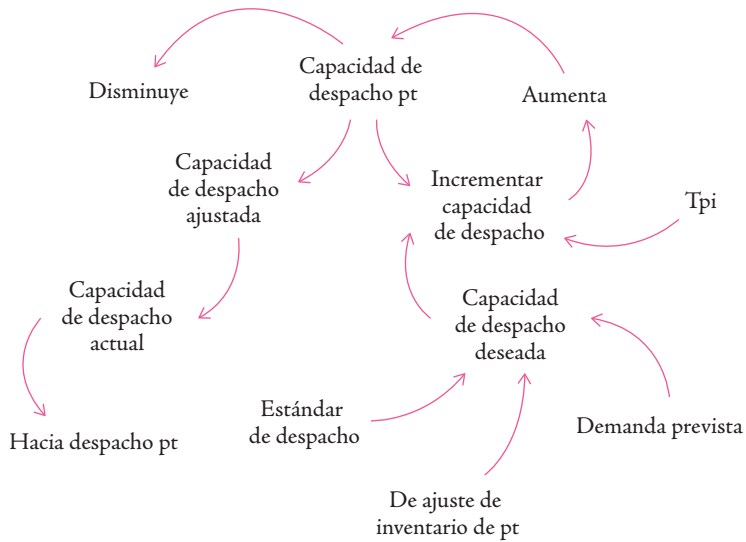 Capacidad de
despacho pt
Disminuye
Aumenta
Capacidad
de despacho
ajustada
Incrementar
capacidad
de despacho
Tpi
Capacidad
de despacho
actual
Capacidad
de despacho
deseada
Estándar
de despacho
Demanda prevista
Hacia despacho pt
De ajuste de
inventario de pt